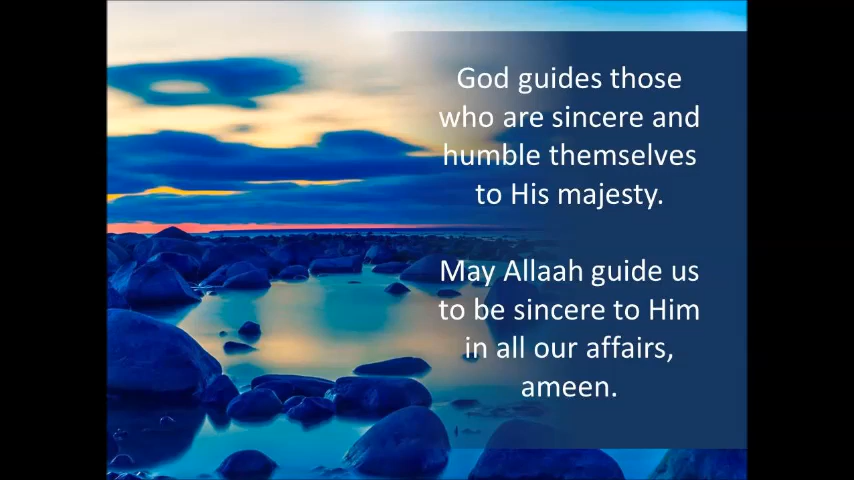 God guides those
who are sincere and
humble themselves
to His majesty.
May Allaah guide us
to be sincere to Him
in all our affairs,
ameen.